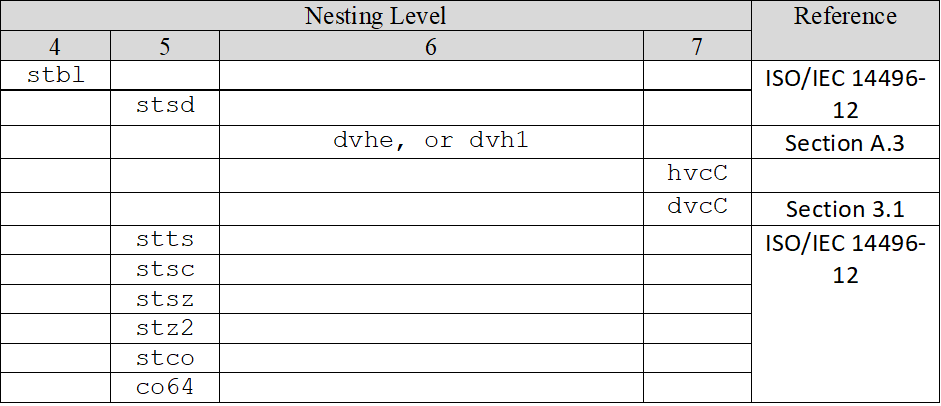 Nesting Level Reference
4 5 6 7
stbl ISO/IEC 14496-
12
stsd
dvhe, or dvh1 Section A.3
hvcC
dvcC Section 3.1
stts ISO/IEC 14496-
12
stsc
stsz
stz2
stco
co64